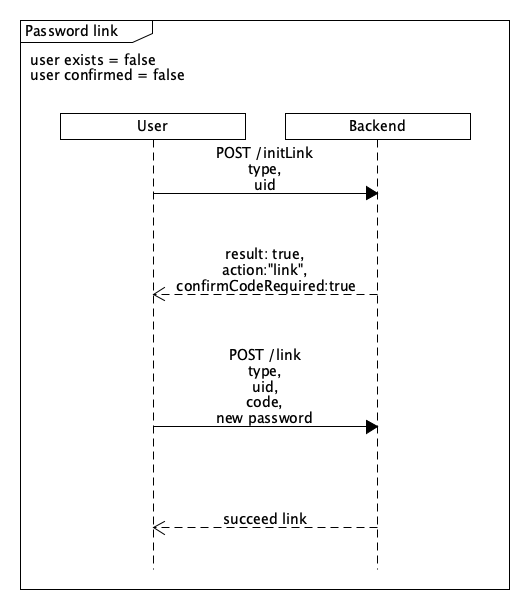 Password link
user exists = false
user confirmed = false
User
Backend
POST /initLink
type,
uid
result: true,
action:"link",
confirmCodeRequired:true
POST /link
type,
uid,
code,
new password
succeed link